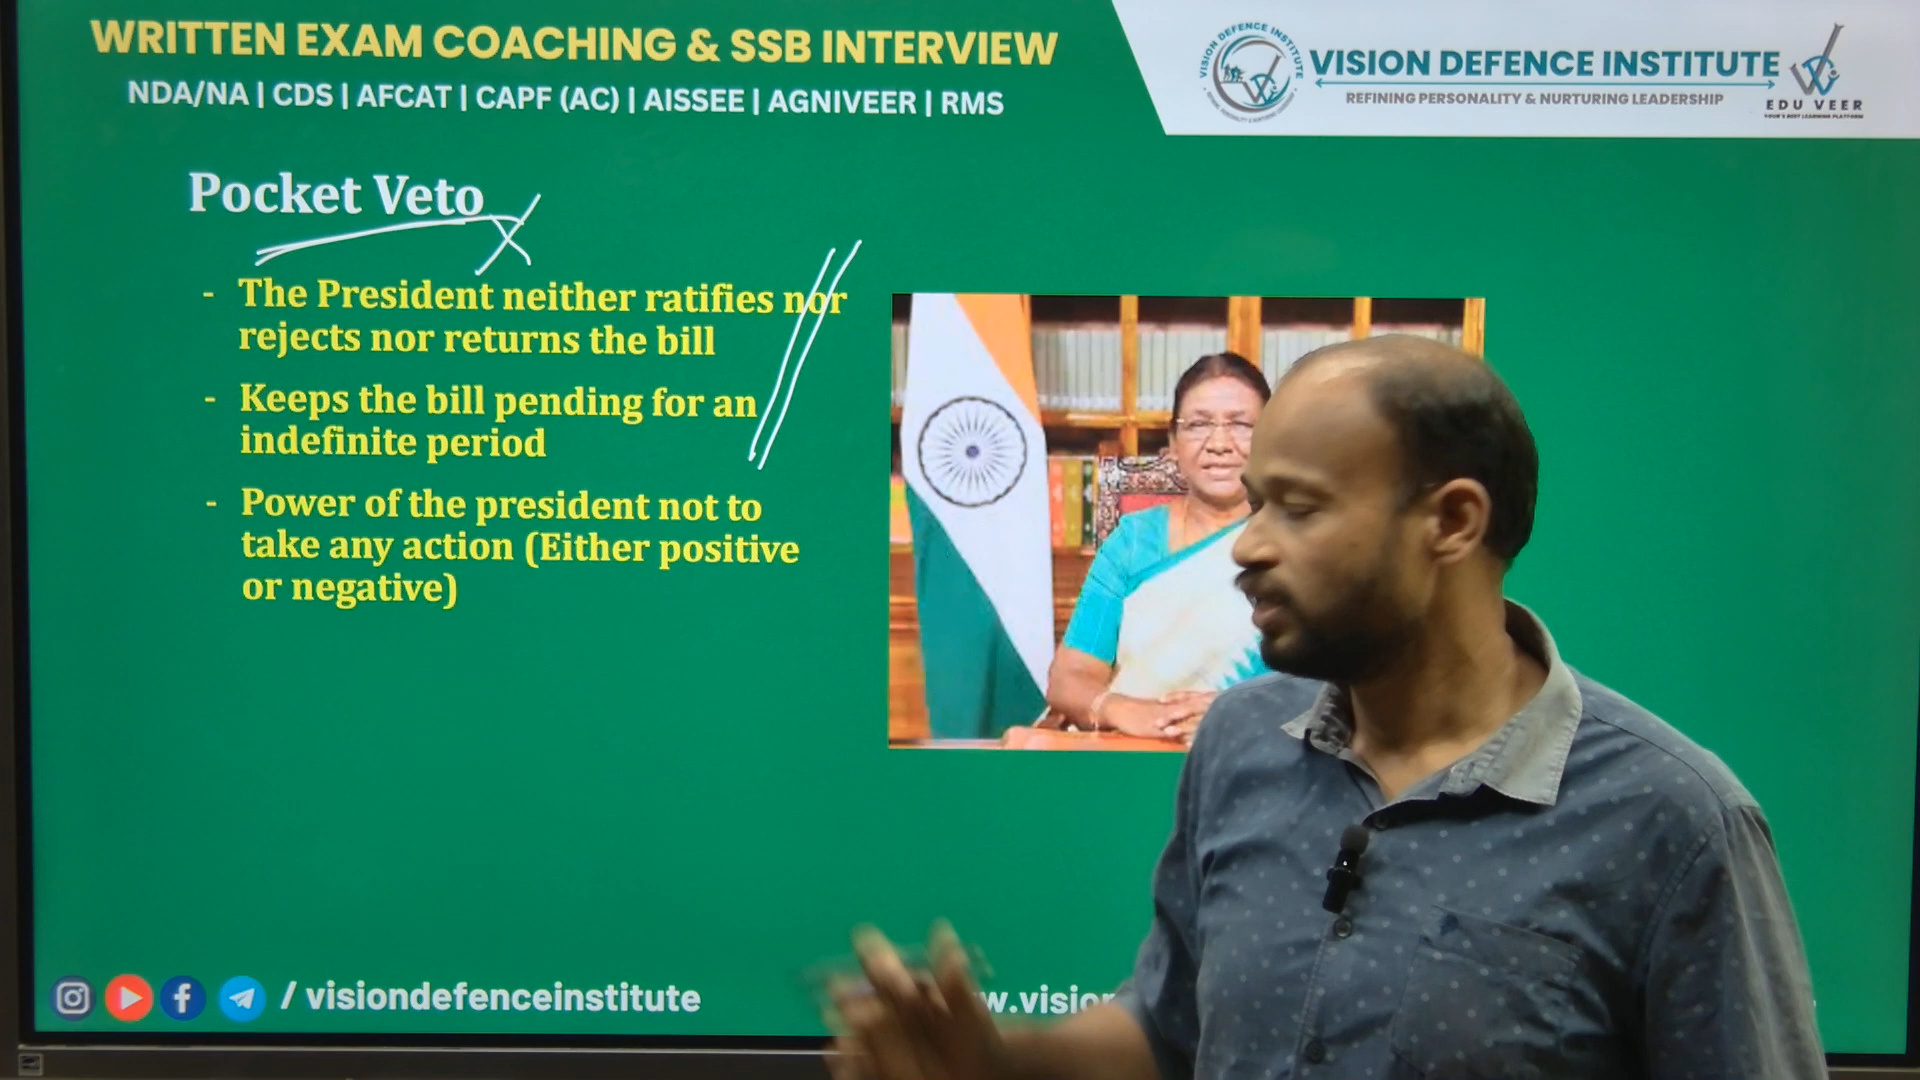 WRITTEN EXAM COACHING & SSB INTERVIEW
NDA/NA | CDS | AFCAT | CAPF (AC) | AISSEE | AGNIVEER | RMS
VISION DEFENCE INSTITUTE
VISION DEFENCE INSTITUTE
REFINING PERSONALITY & NURTURING LEADERSHIP
EDU VEER
Pocket Veto
- The President neither ratifies nor
rejects nor returns the bill
- Keeps the bill pending for an
indefinite period
- Power of the president not to
take any action (Either positive
or negative)
/ visiondefenceinstitute